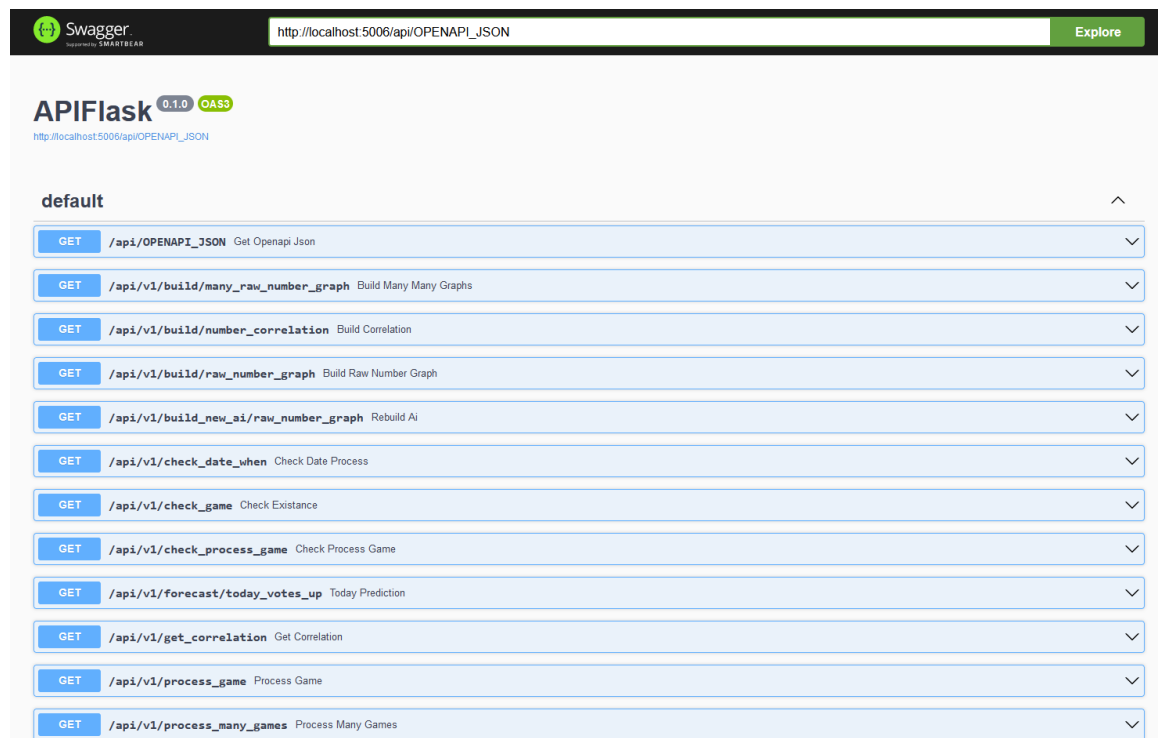 Swagger.
Supported by SMARTBEAR
http://localhost:5006/api/OPENAPI_JSON
Explore
APIFlask 0.1.0 OAS3
http://localhost:5006/api/OPENAPI_JSON
default
GET /api/OPENAPI_JSON Get Openapi Json
GET /api/v1/build/many_raw_number_graph Build Many Many Graphs
GET /api/v1/build/number_correlation Build Correlation
GET /api/v1/build/raw_number_graph Build Raw Number Graph
GET /api/v1/build_new_ai/raw_number_graph Rebuild Ai
GET /api/v1/check_date_when Check Date Process
GET /api/v1/check_game Check Existance
GET /api/v1/check_process_game Check Process Game
GET /api/v1/forecast/today_votes_up Today Prediction
GET /api/v1/get_correlation Get Correlation
GET /api/v1/process_game Process Game
GET /api/v1/process_many_games Process Many Games